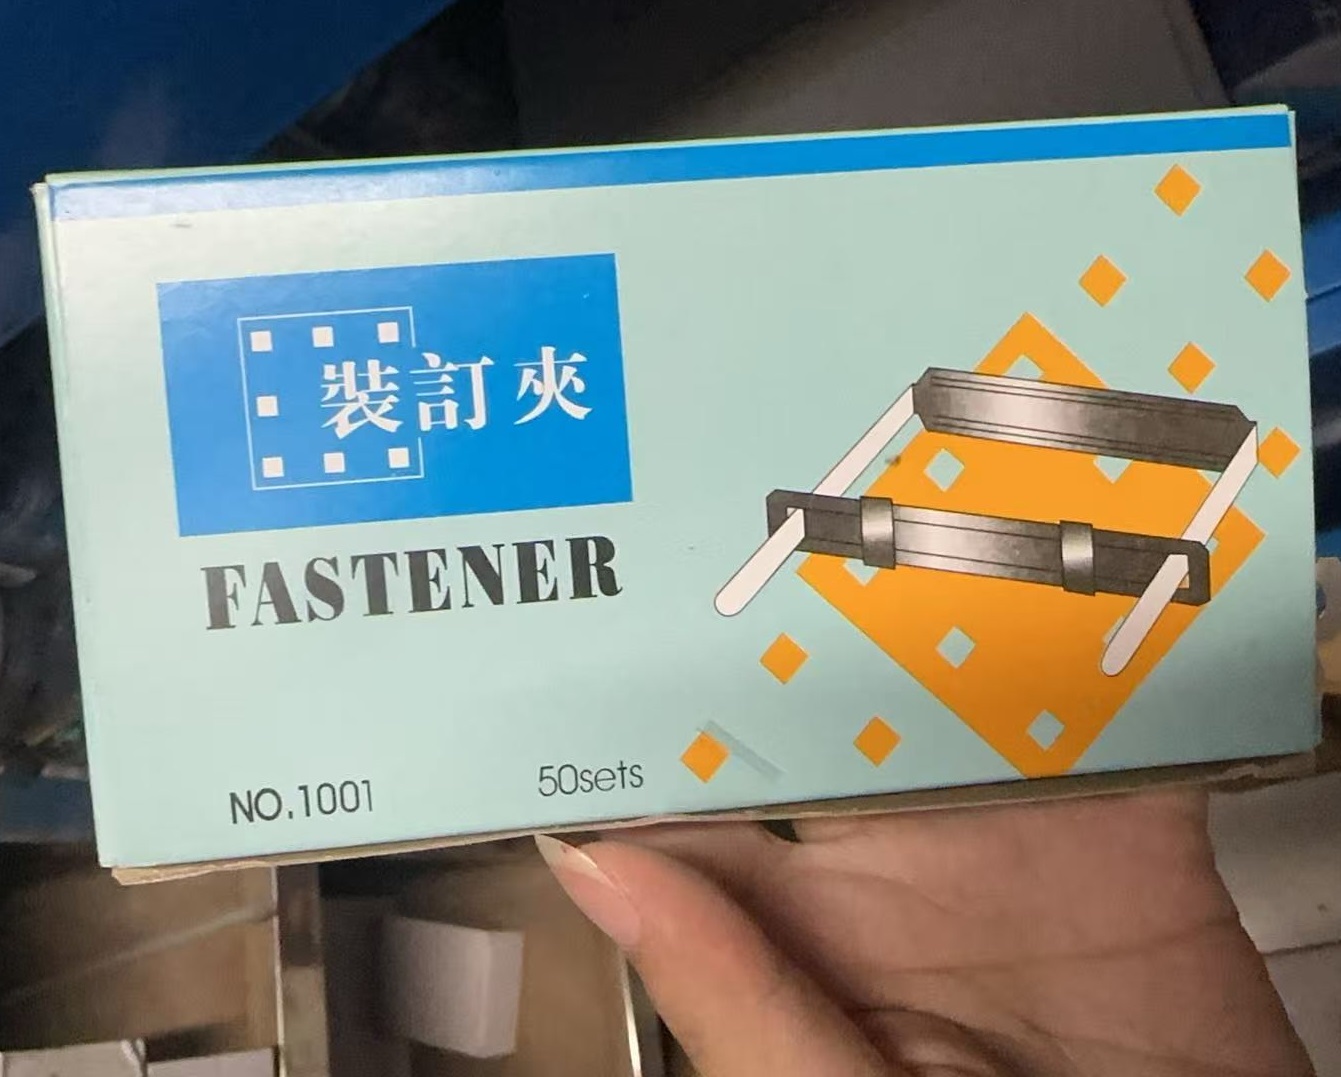 裝訂夾
FASTENER
NO.1001
50sets